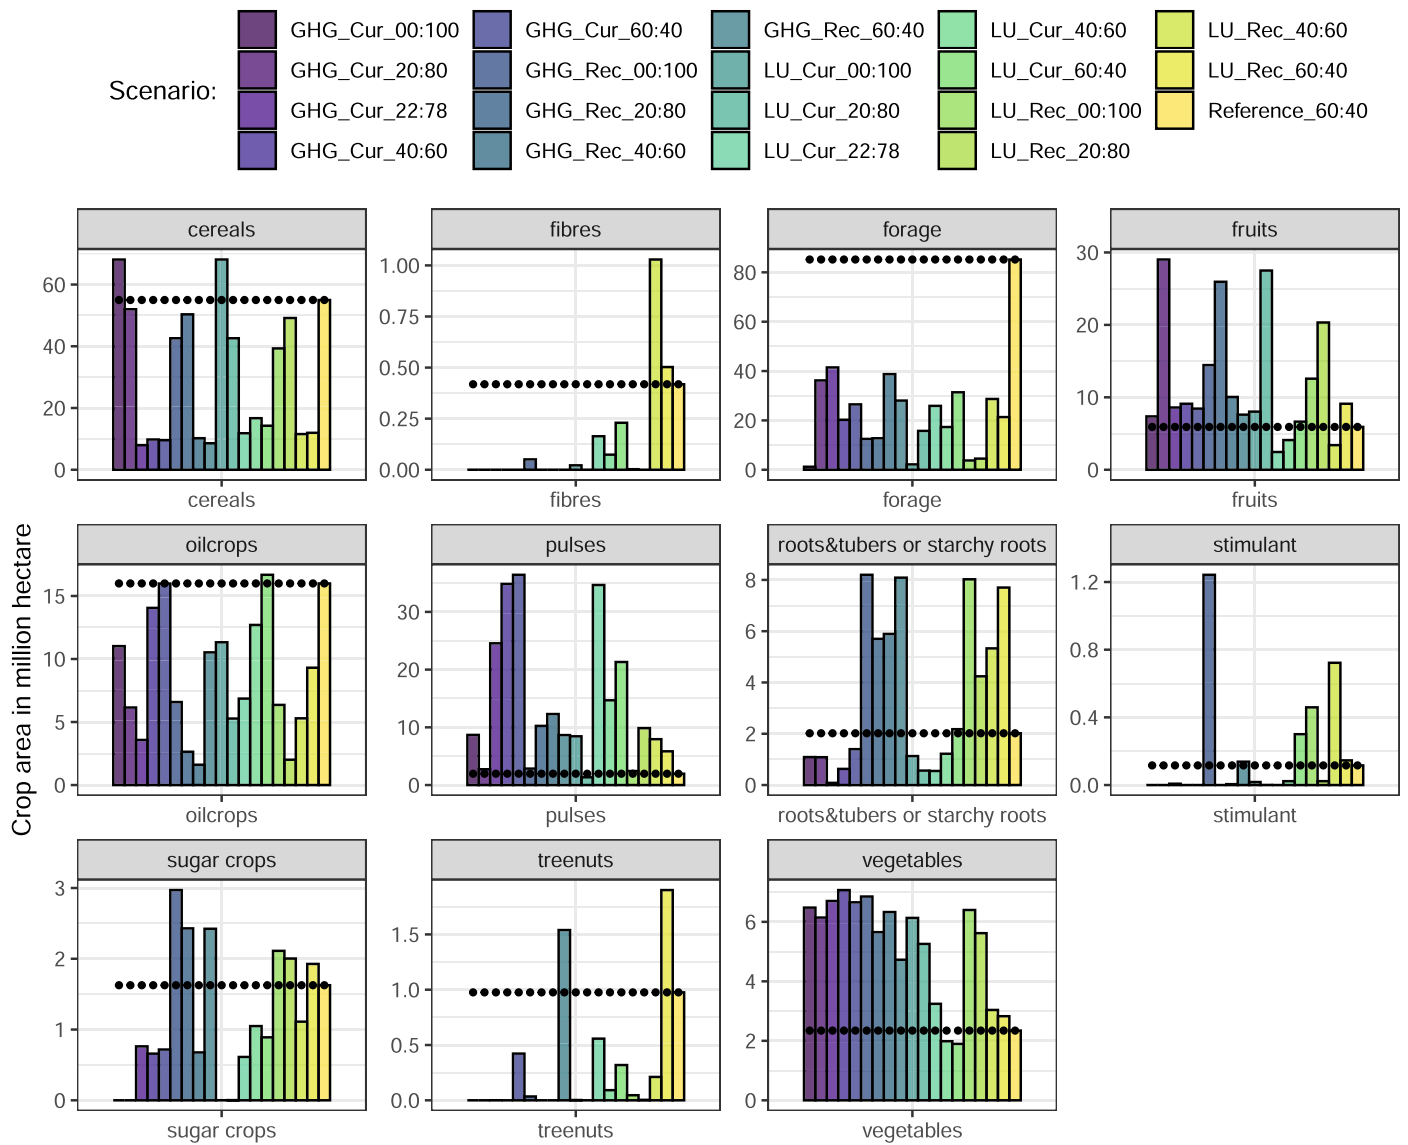 Scenario:
GHG_Cur_00:100
GHG_Cur_20:80
GHG_Cur_22:78
GHG_Cur_40:60
GHG_Cur_60:40
GHG_Rec_00:100
GHG_Rec_20:80
GHG_Rec_40:60
GHG_Rec_60:40
LU_Cur_00:100
LU_Cur_20:80
LU_Cur_22:78
LU_Cur_40:60
LU_Cur_60:40
LU_Rec_00:100
LU_Rec_20:80
LU_Rec_40:60
LU_Rec_60:40
Reference_60:40
Crop area in million hectare
cereals
60
40
20
0
cereals
fibres
1.00
0.75
0.50
0.25
0.00
fibres
forage
80
60
40
20
0
forage
fruits
30
20
10
0
fruits
oilcrops
15
10
5
0
oilcrops
pulses
30
20
10
0
pulses
roots&tubers or starchy roots
8
6
4
2
0
roots&tubers or starchy roots
stimulant
1.2
0.8
0.4
0.0
stimulant
sugar crops
3
2
1
0
sugar crops
treenuts
1.5
1.0
0.5
0.0
treenuts
vegetables
6
4
2
0
vegetables